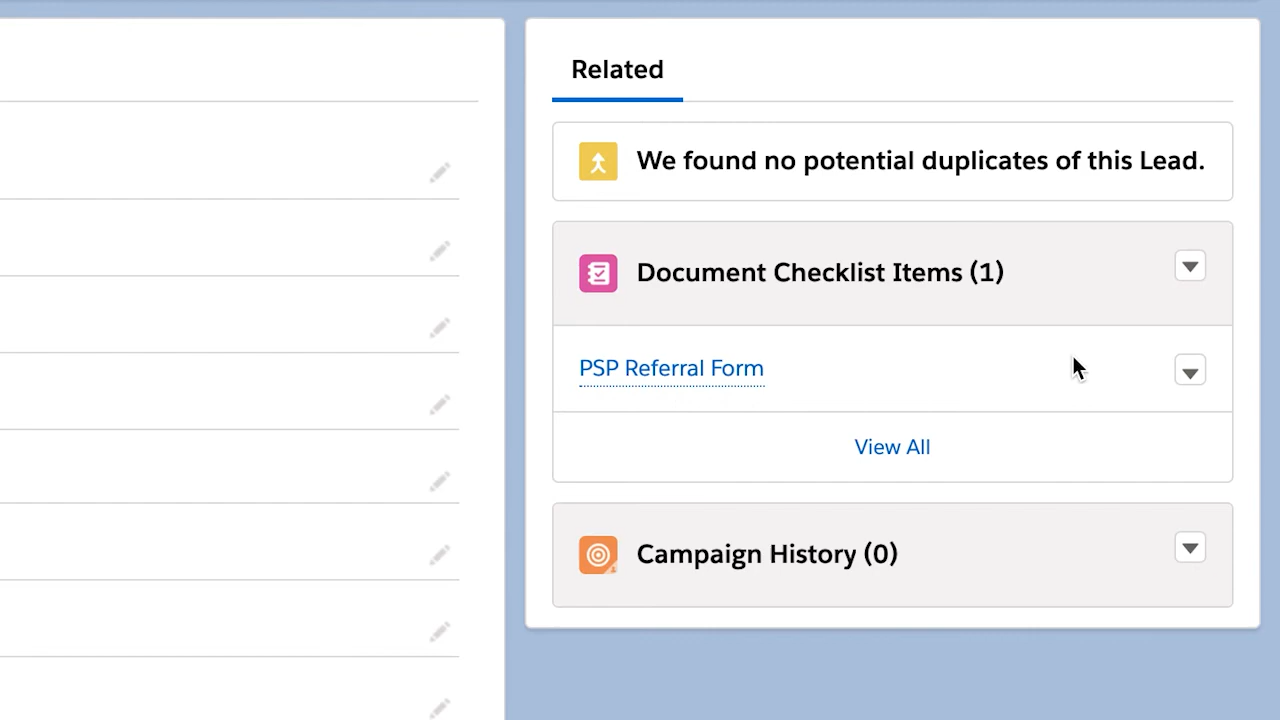 Related
We found no potential duplicates of this Lead.
Document Checklist Items (1)
PSP Referral Form
View All
Campaign History (0)